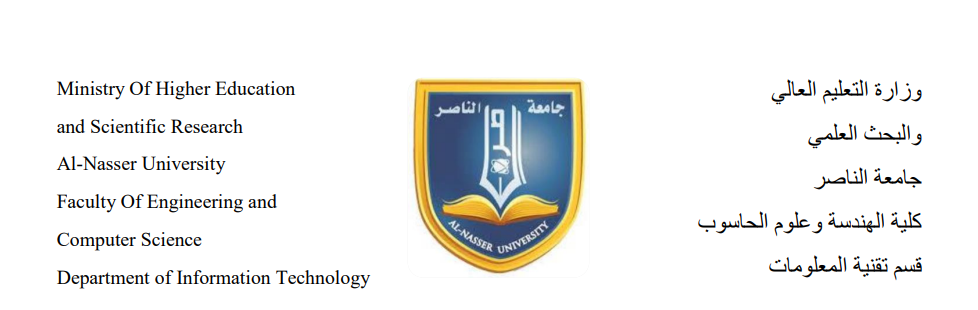 Ministry Of Higher Education
and Scientific Research
Al-Nasser University
Faculty Of Engineering and
Computer Science
Department of Information Technology
جامعة الناصر
AL-NASSER UNIVERSITY
وزارة التعليم العالي
والبحث العلمي
جامعة الناصر
كلية الهندسة وعلوم الحاسوب
قسم تقنية المعلومات